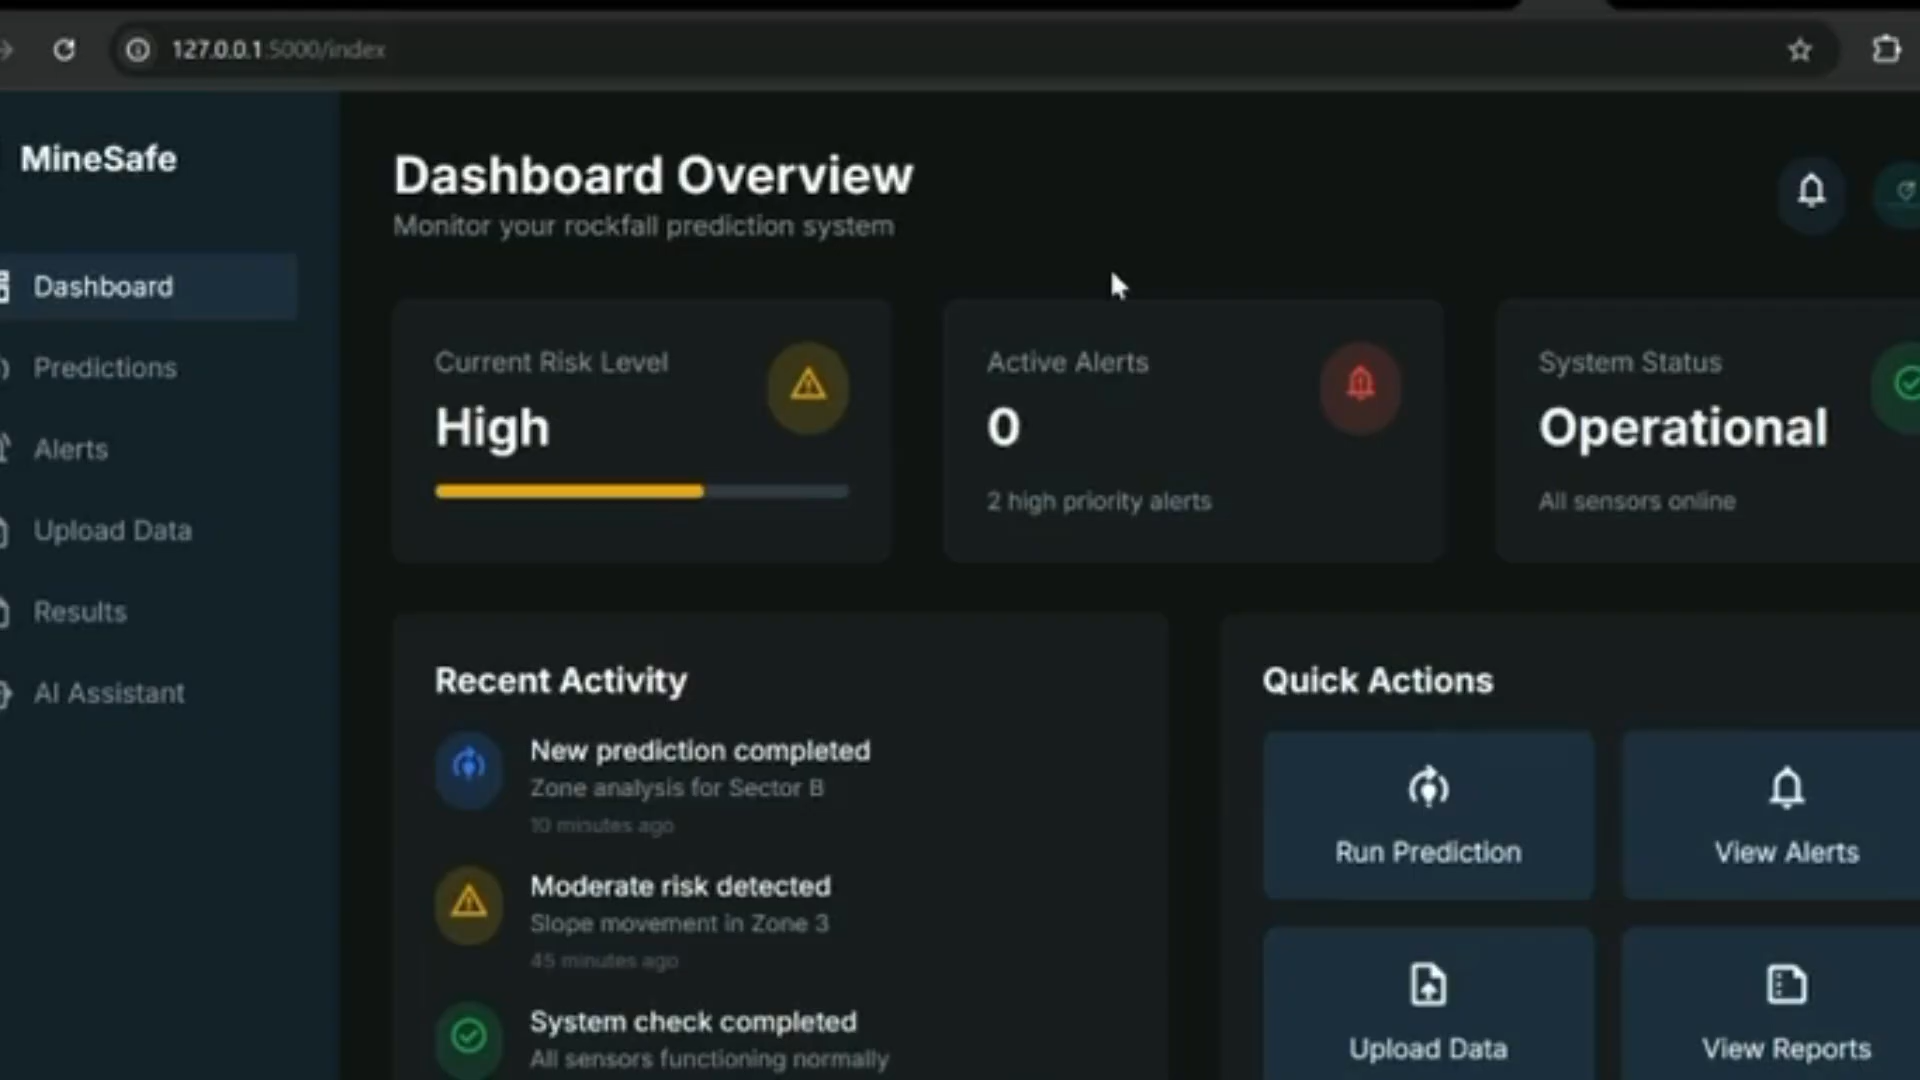 127.0.0.1:5000/index
MineSafe
Dashboard
Predictions
Alerts
Upload Data
Results
AI Assistant
Dashboard Overview
Monitor your rockfall prediction system
Current Risk Level
High
Active Alerts
0
2 high priority alerts
System Status
Operational
All sensors online
Recent Activity
New prediction completed
Zone analysis for Sector B
10 minutes ago
Moderate risk detected
Slope movement in Zone 3
45 minutes ago
System check completed
All sensors functioning normally
Quick Actions
Run Prediction
View Alerts
Upload Data
View Reports